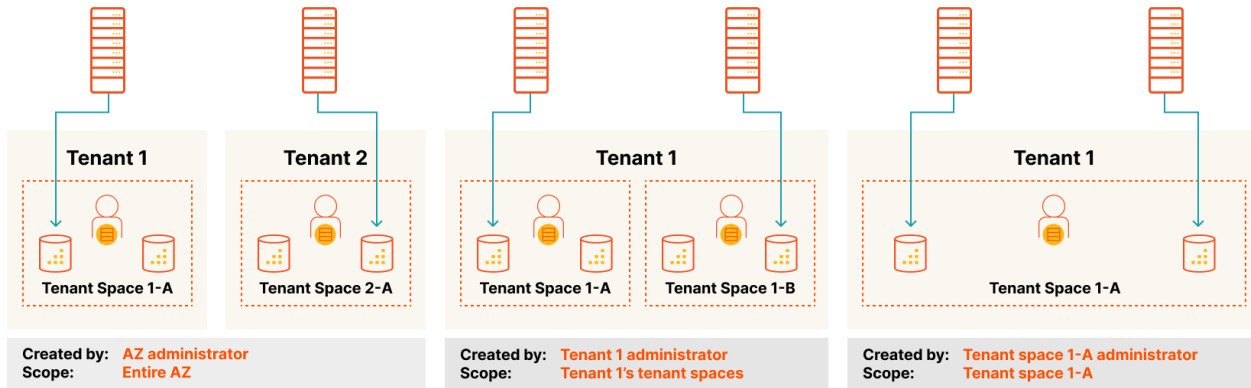 Tenant 1
Tenant Space 1-A
Tenant 2
Tenant Space 2-A
Created by: AZ administrator
Scope: Entire AZ
Tenant 1
Tenant Space 1-A
Tenant Space 1-B
Created by: Tenant 1 administrator
Scope: Tenant 1’s tenant spaces
Tenant 1
Tenant Space 1-A
Created by: Tenant space 1-A administrator
Scope: Tenant space 1-A